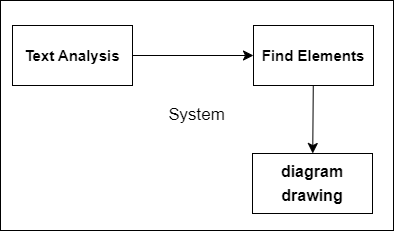 Text Analysis
Find Elements
System
diagram
drawing